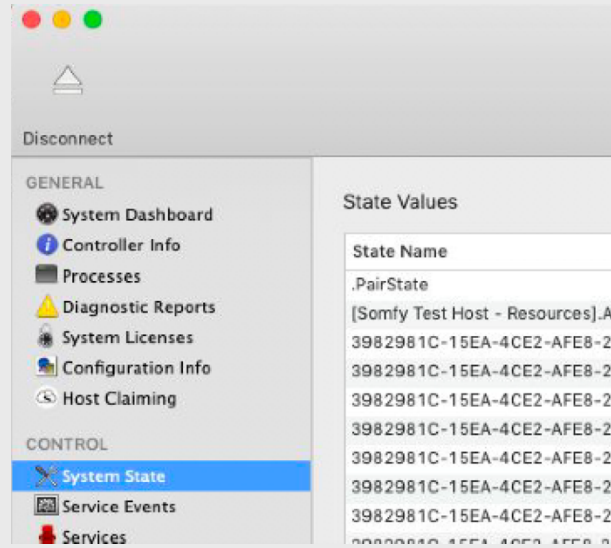 Disconnect
GENERAL
System Dashboard
Controller Info
Processes
Diagnostic Reports
System Licenses
Configuration Info
Host Claiming
CONTROL
System State
Service Events
Services
State Values
State Name
.PairState
[Somfy Test Host - Resources].A
3982981C-15EA-4CE2-AFE8-2
3982981C-15EA-4CE2-AFE8-2
3982981C-15EA-4CE2-AFE8-2
3982981C-15EA-4CE2-AFE8-2
3982981C-15EA-4CE2-AFE8-2
3982981C-15EA-4CE2-AFE8-2
3982981C-15EA-4CE2-AFE8-2